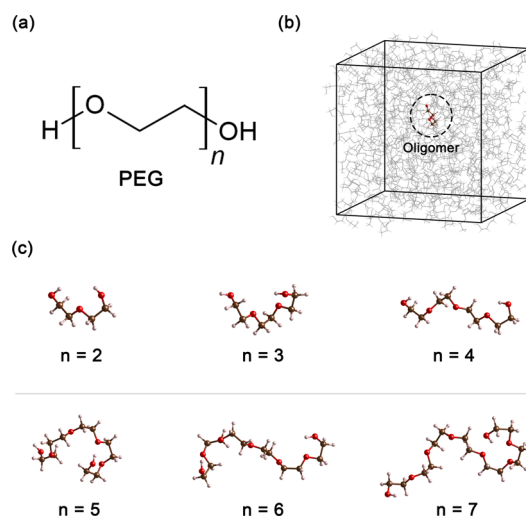 (a)
(b)
H
O
OH
n
PEG
Oligomer
(c)
n = 2
n = 3
n = 4
n = 5
n = 6
n = 7